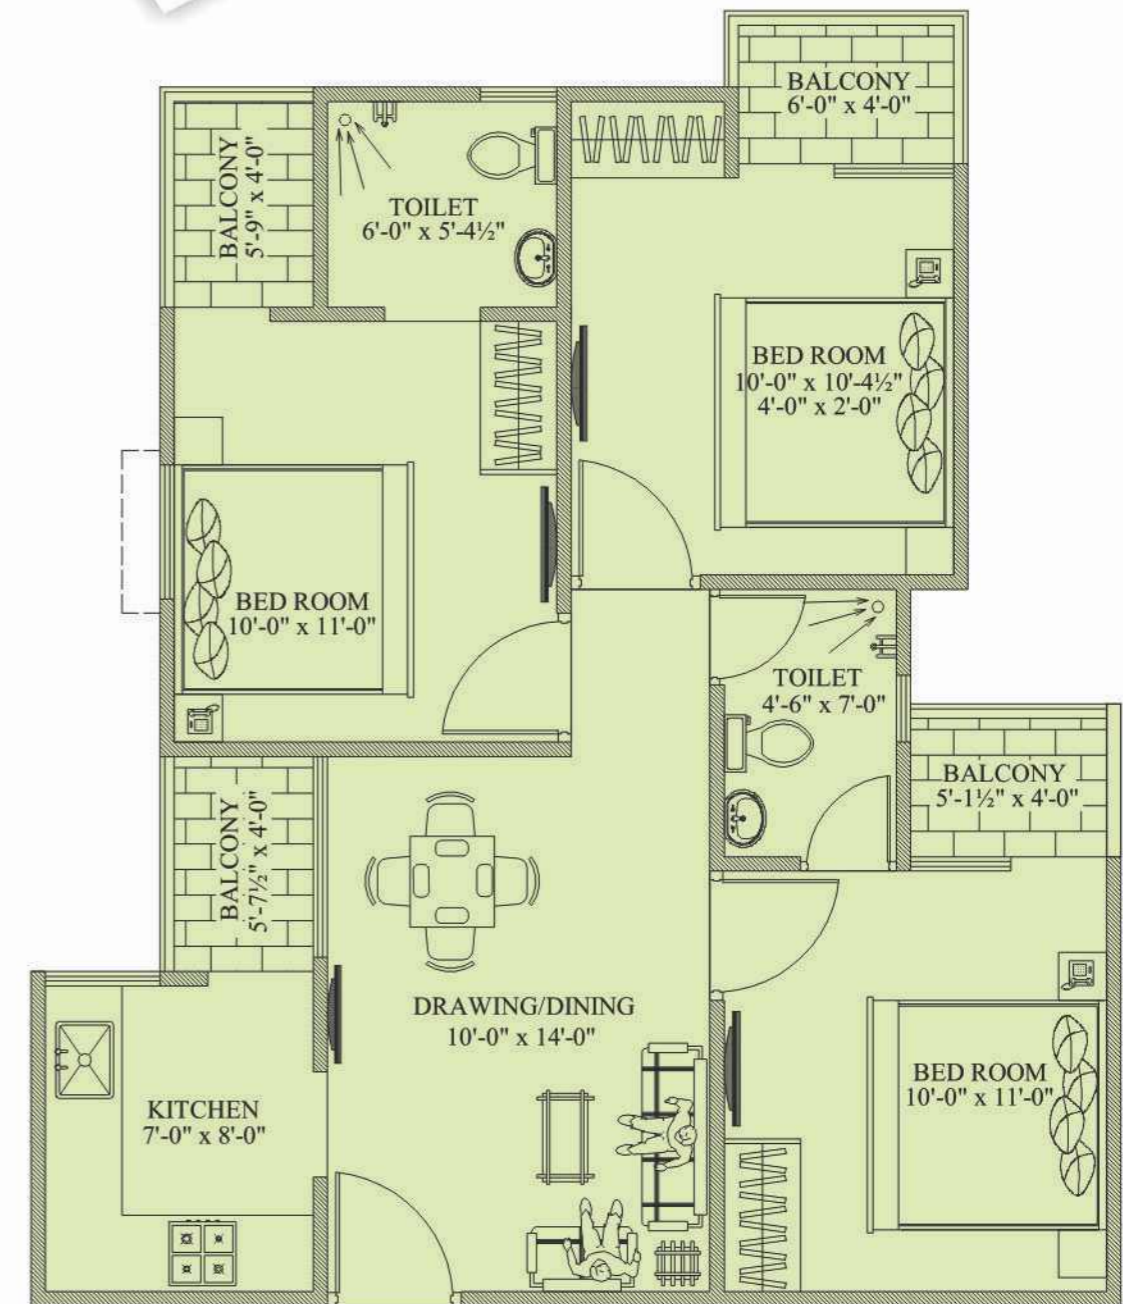 BALCONY
6'-0" x 4'-0"
BALCONY
5'-9" x 4'-0"
TOILET
6'-0" x 5'-4½"
BED ROOM
10'-0" x 10'-4½"
4'-0" x 2'-0"
BED ROOM
10'-0" x 11'-0"
TOILET
4'-6" x 7'-0"
BALCONY
5'-1½" x 4'-0"
BALCONY
5'-7½" x 4'-0"
DRAWING/DINING
10'-0" x 14'-0"
BED ROOM
10'-0" x 11'-0"
KITCHEN
7'-0" x 8'-0"